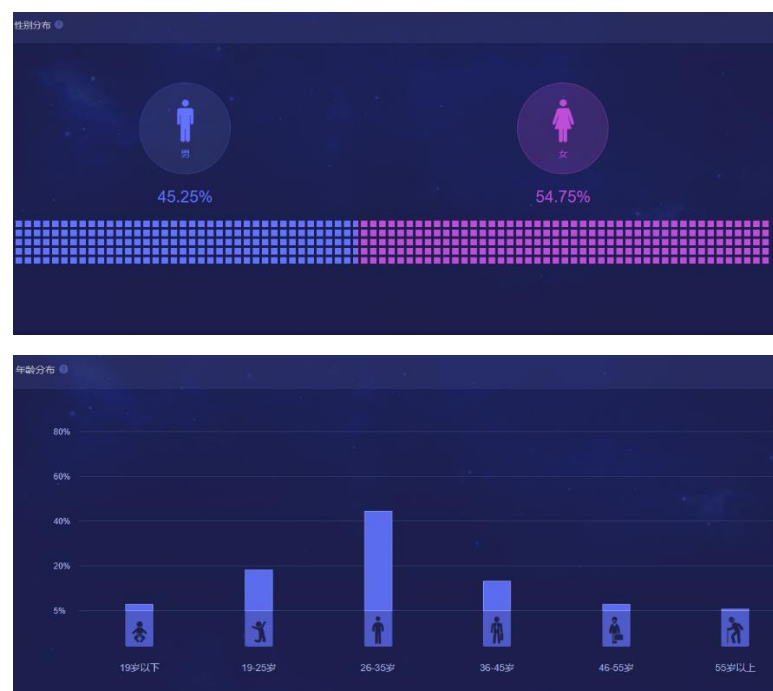 性别分布
男
女
45.25%
54.75%
年龄分布
80%
60%
40%
20%
5%
19岁以下
19-25岁
26-35岁
36-45岁
46-55岁
55岁以上